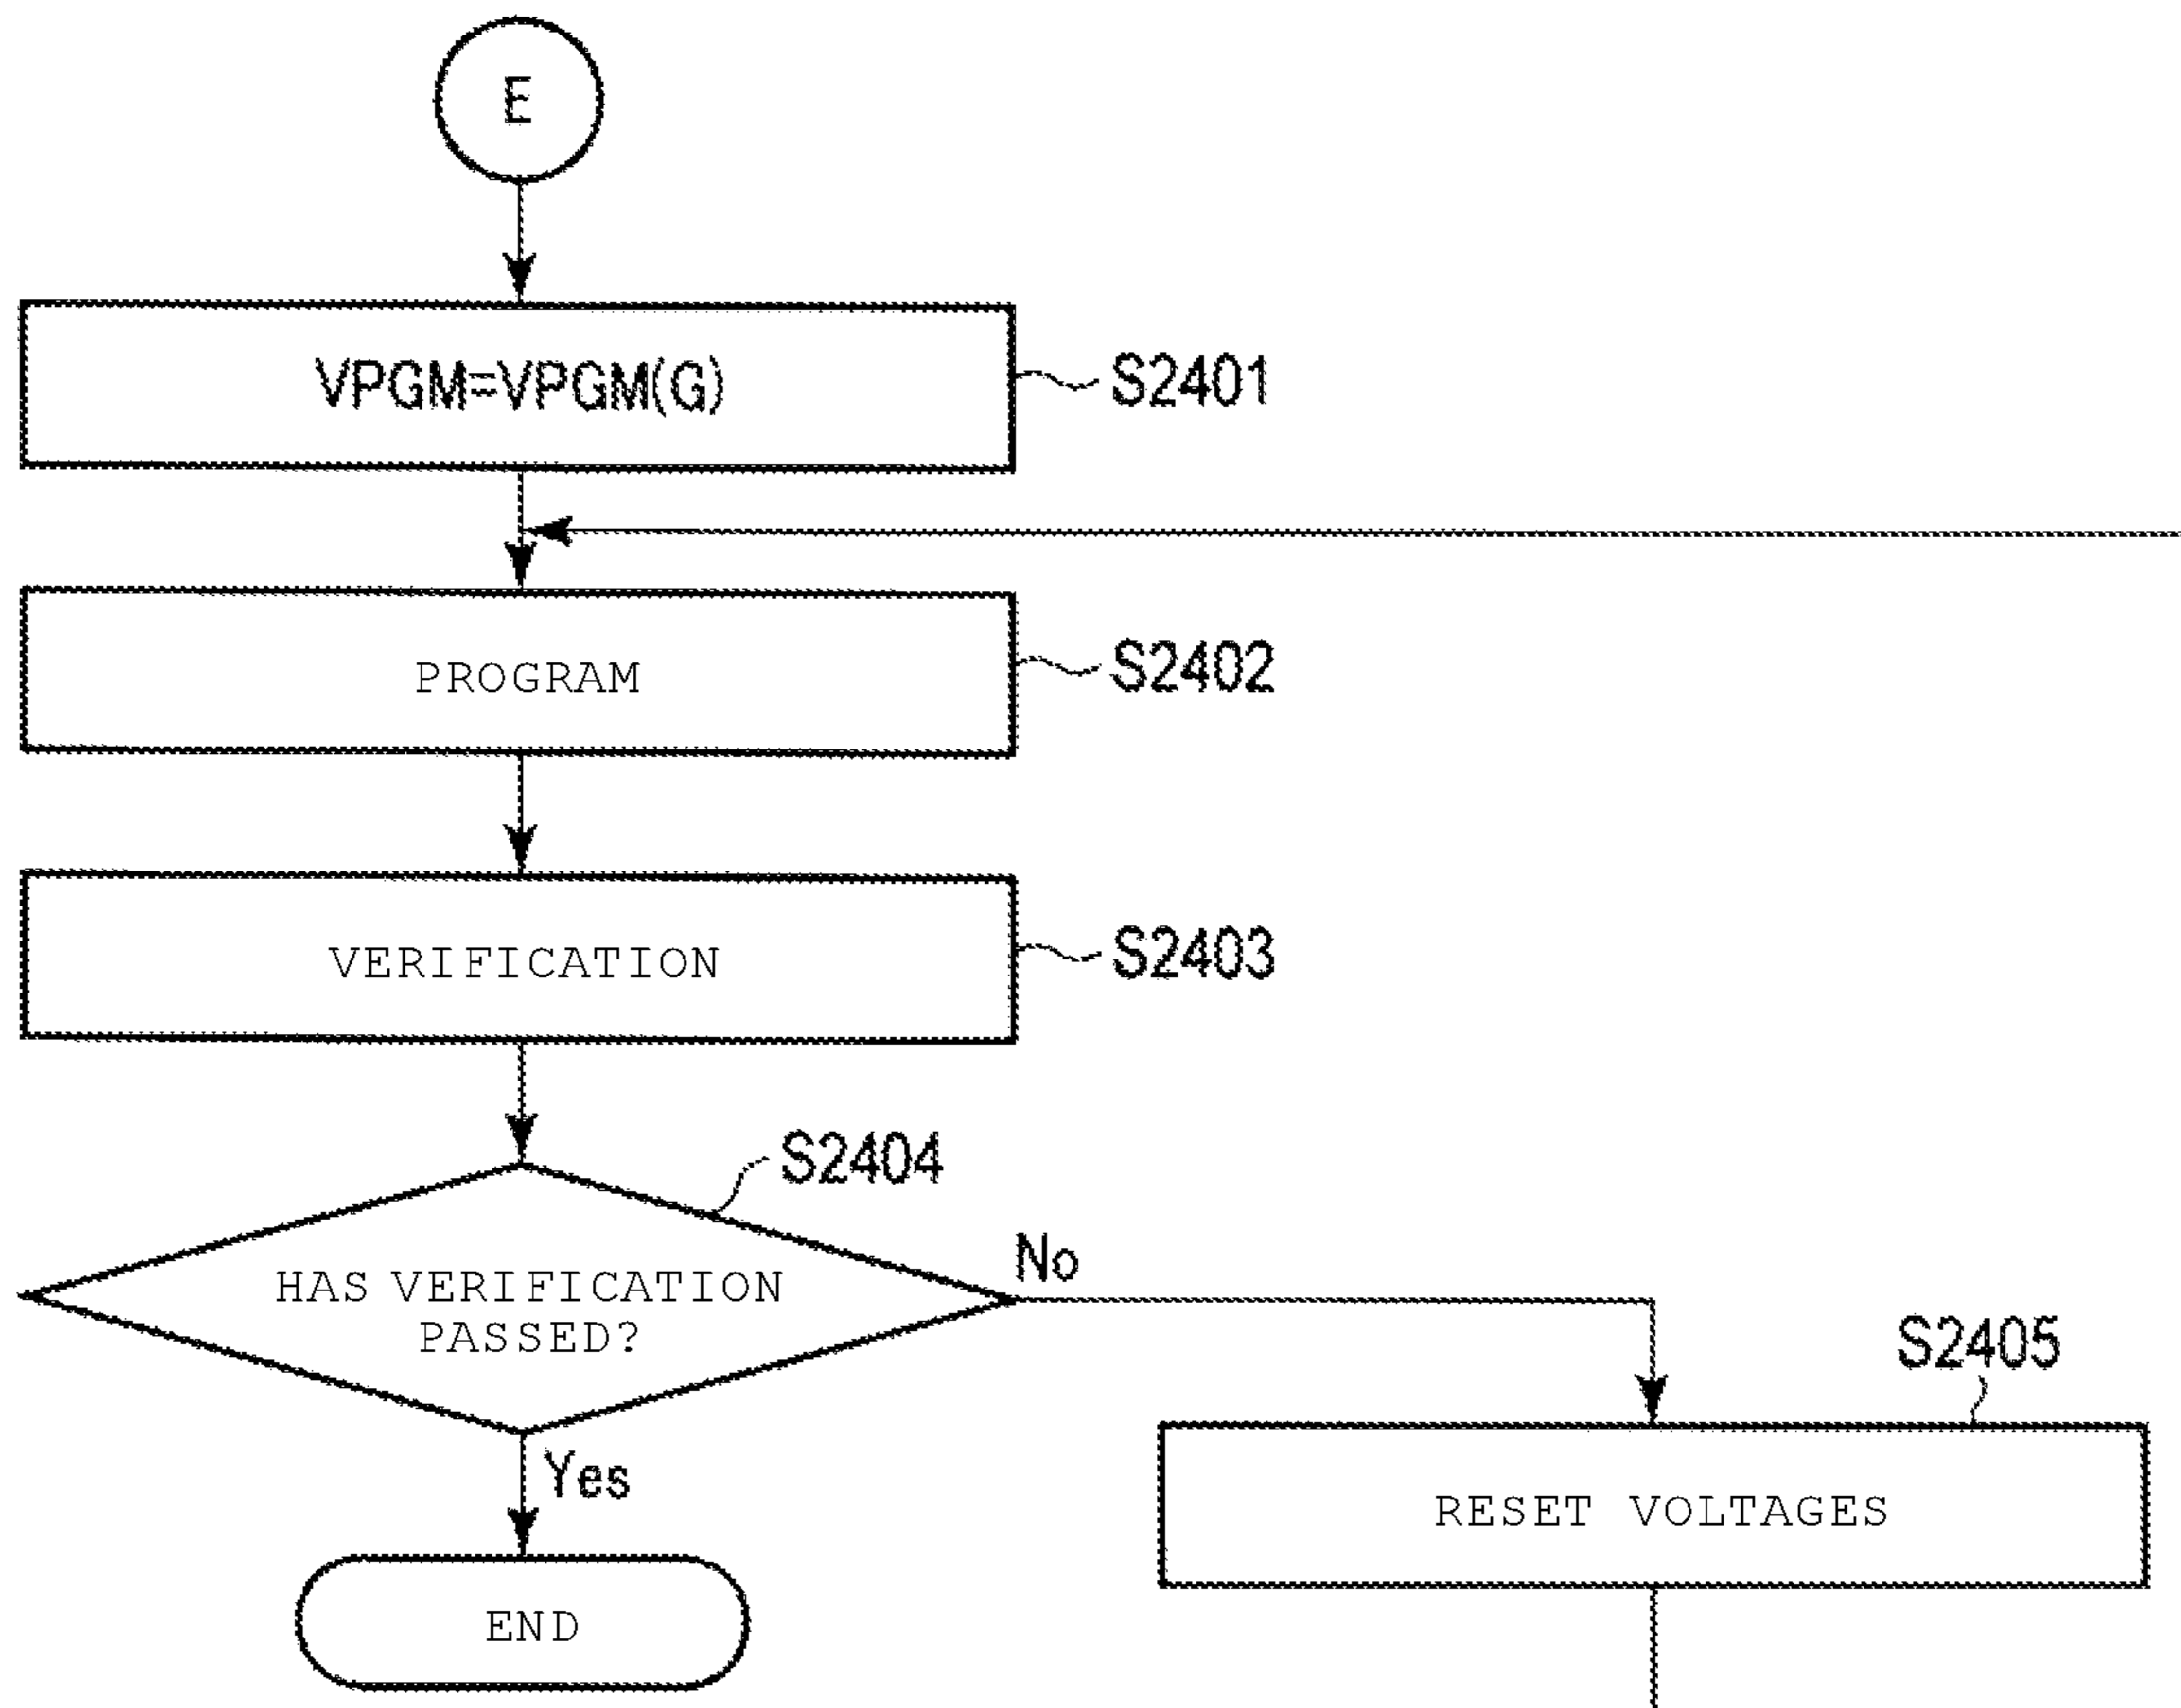 E
VPGM=VPGM(G)
S2401
PROGRAM
S2402
VERIFICATION
S2403
S2404
HAS VERIFICATION
PASSED?
No
Yes
S2405
RESET VOLTAGES
END